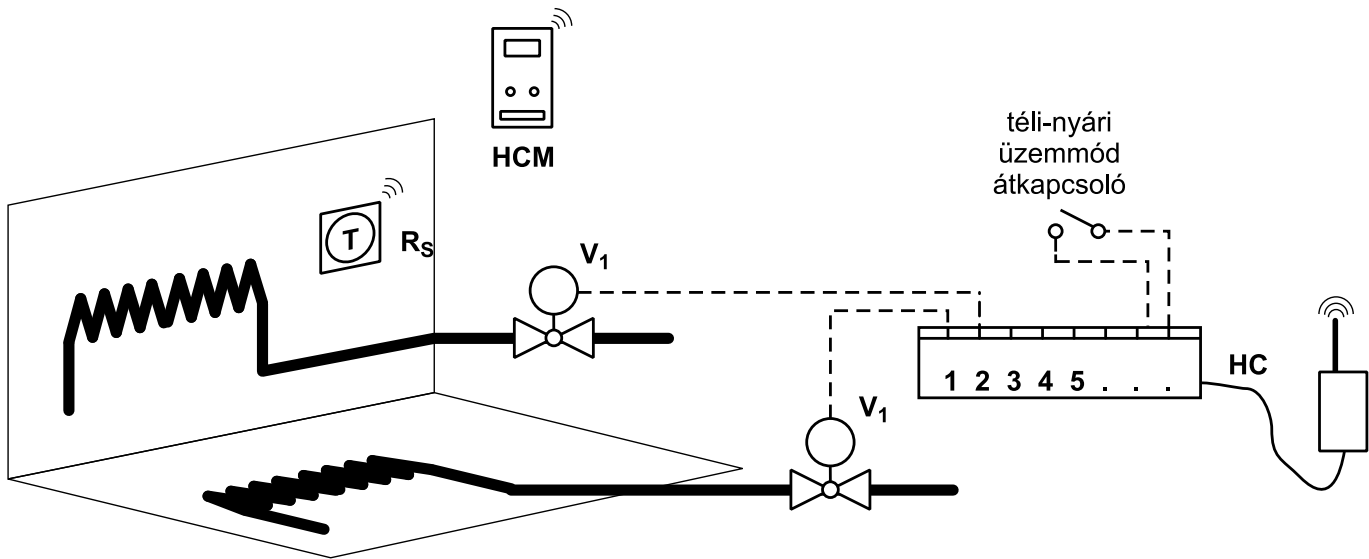 HCM
téli-nyári
üzemmód
átkapcsoló
T
R_S
V_1
HC
1 2 3 4 5 . . .
V_1